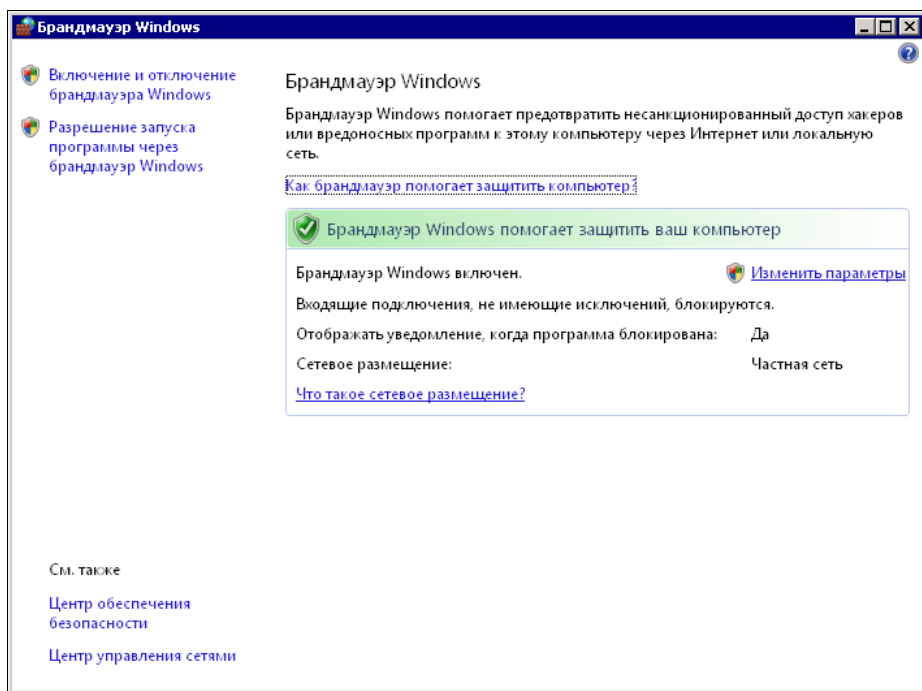 Брандмауэр Windows
Включение и отключение
брандмауэра Windows
Разрешение запуска
программы через
брандмауэр Windows
Брандмауэр Windows
Брандмауэр Windows помогает предотвратить несанкционированный доступ хакеров
или вредоносных программ к этому компьютеру через Интернет или локальную
сеть.
Как брандмауэр помогает защитить компьютер?
Брандмауэр Windows помогает защитить ваш компьютер
Брандмауэр Windows включен.
Изменить параметры
Входящие подключения, не имеющие исключений, блокируются.
Отображать уведомление, когда программа блокирована: Да
Сетевое размещение: Частная сеть
Что такое сетевое размещение?
См. также
Центр обеспечения
безопасности
Центр управления сетями